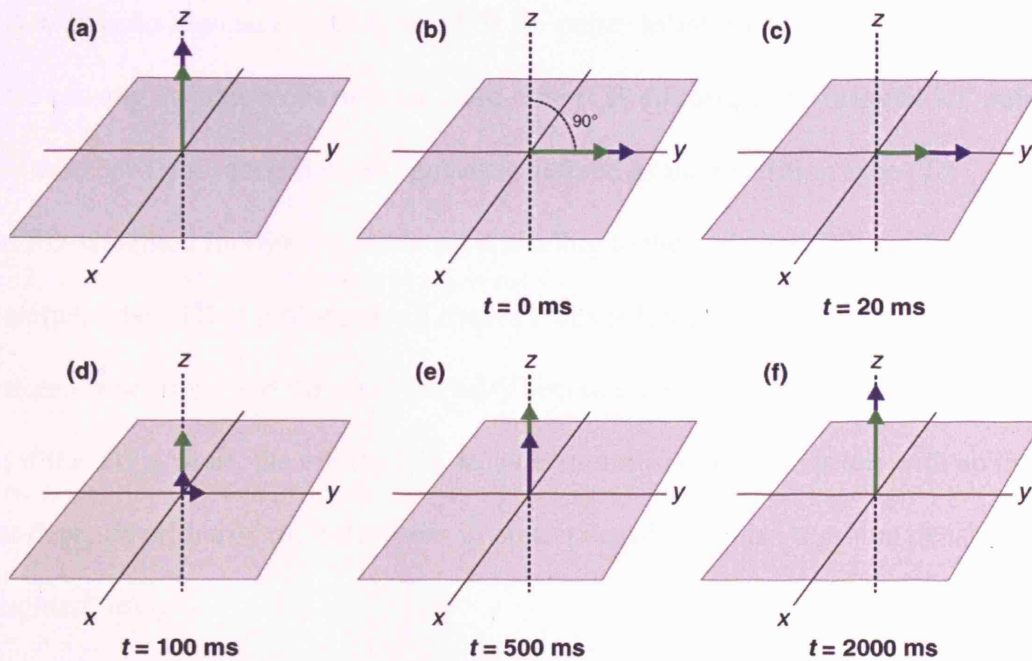 (a)
z
y
x
(b)
z
90°
y
x
t = 0 ms
(c)
z
y
x
t = 20 ms
(d)
z
y
x
t = 100 ms
(e)
z
y
x
t = 500 ms
(f)
z
y
x
t = 2000 ms